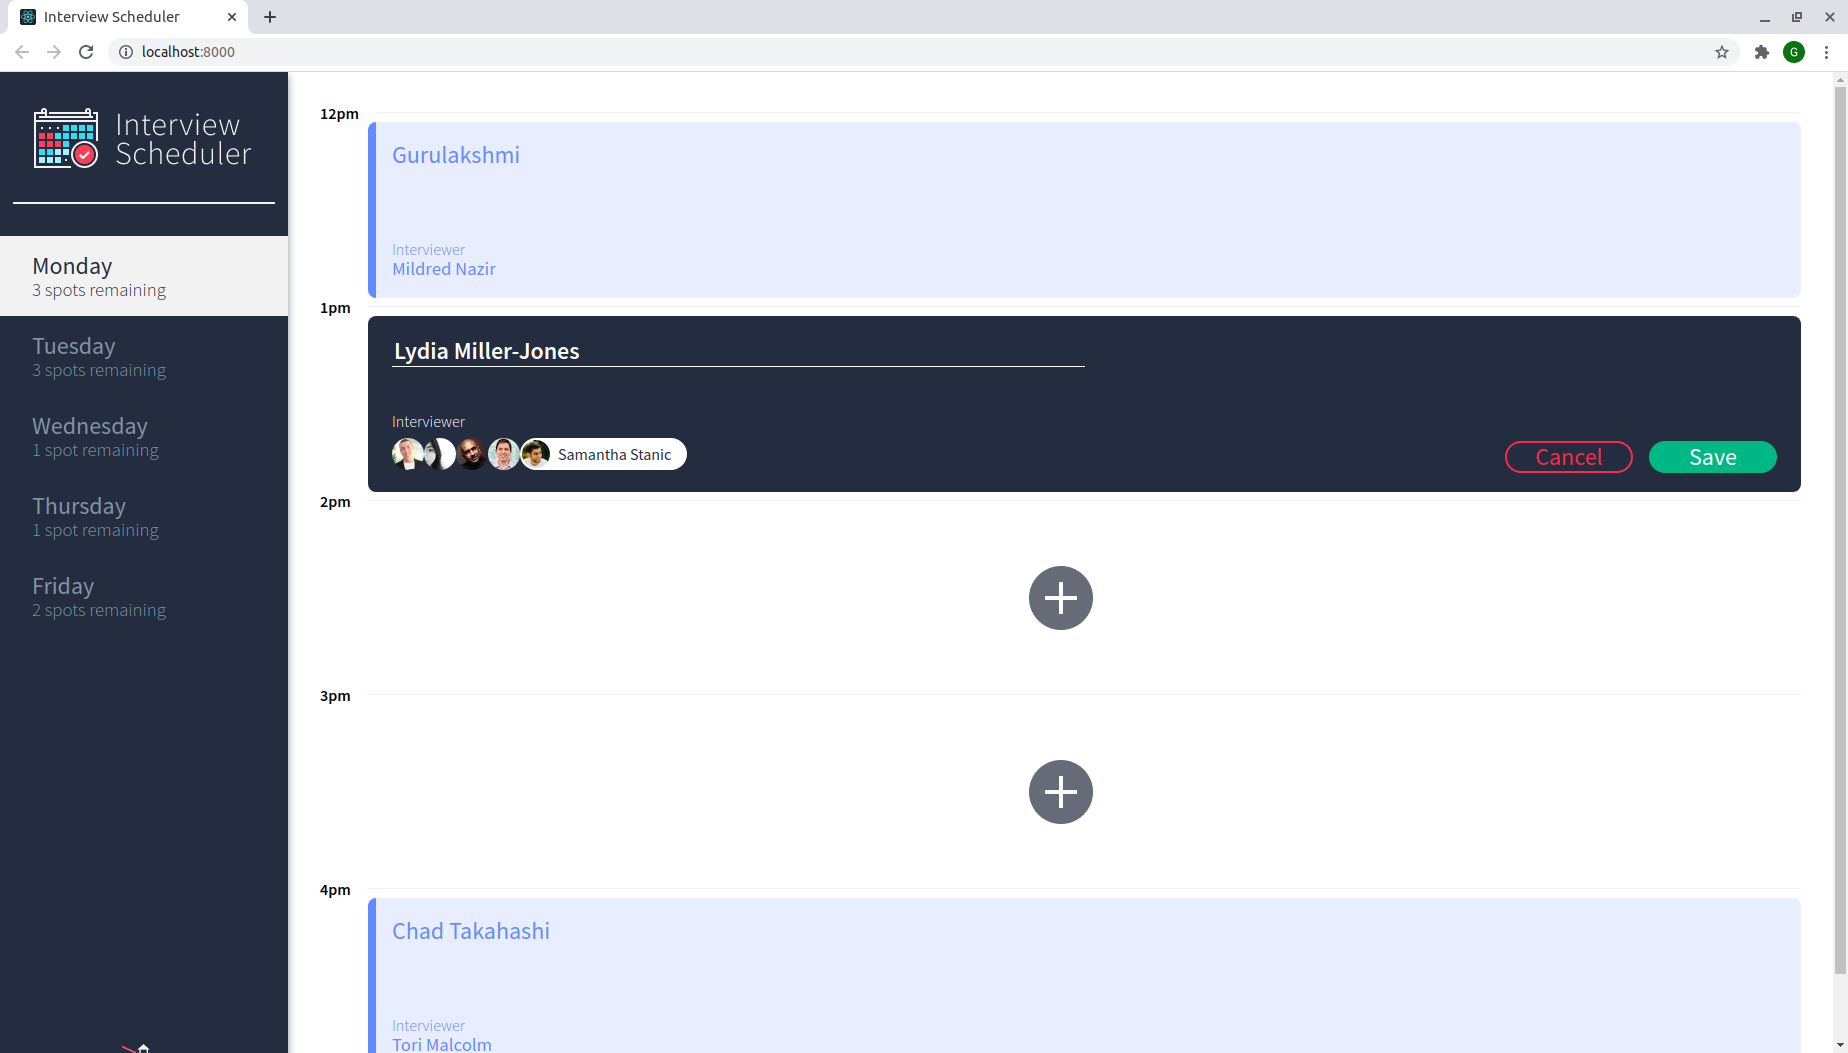 Interview Scheduler
localhost:8000
G
Interview
Scheduler
Monday
3 spots remaining
Tuesday
3 spots remaining
Wednesday
1 spot remaining
Thursday
1 spot remaining
Friday
2 spots remaining
12pm
Gurulakshmi
Interviewer
Mildred Nazir
1pm
Lydia Miller-Jones
Interviewer
Samantha Stanic
Cancel
Save
2pm
3pm
4pm
Chad Takahashi
Interviewer
Tori Malcolm